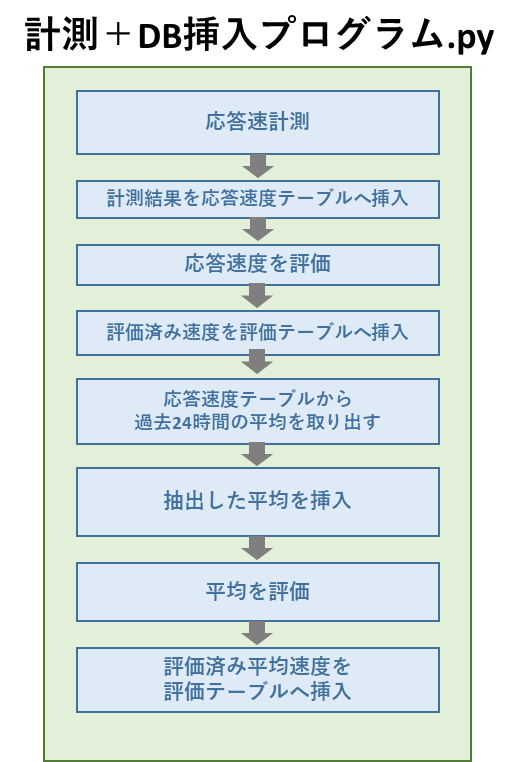 計測＋DB挿入プログラム.py
応答速計測
計測結果を応答速度テーブルへ挿入
応答速度を評価
評価済み速度を評価テーブルへ挿入
応答速度テーブルから
過去24時間の平均を取り出す
抽出した平均を挿入
平均を評価
評価済み平均速度を
評価テーブルへ挿入